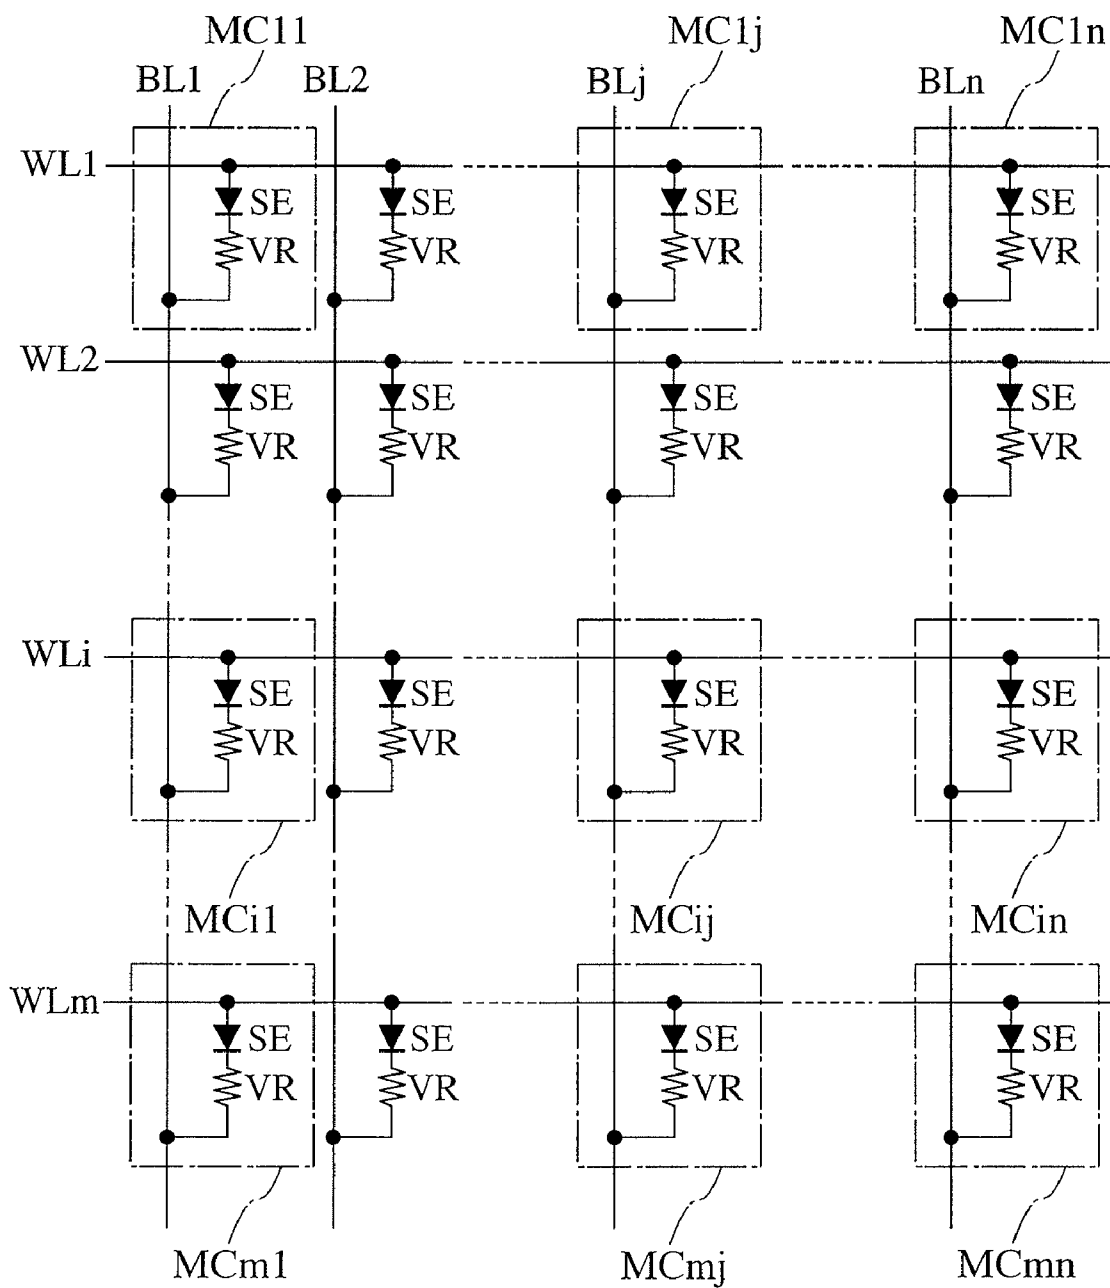 MC11 MC1j MC1n
BL1 BL2 BLj BLn
WL1
SE SE SE SE
VR VR VR VR
WL2
SE SE SE SE
VR VR VR VR
WLi
SE SE SE SE
VR VR VR VR
MCi1 MCij MCin
WLm
SE SE SE SE
VR VR VR VR
MCm1 MCmj MCmn